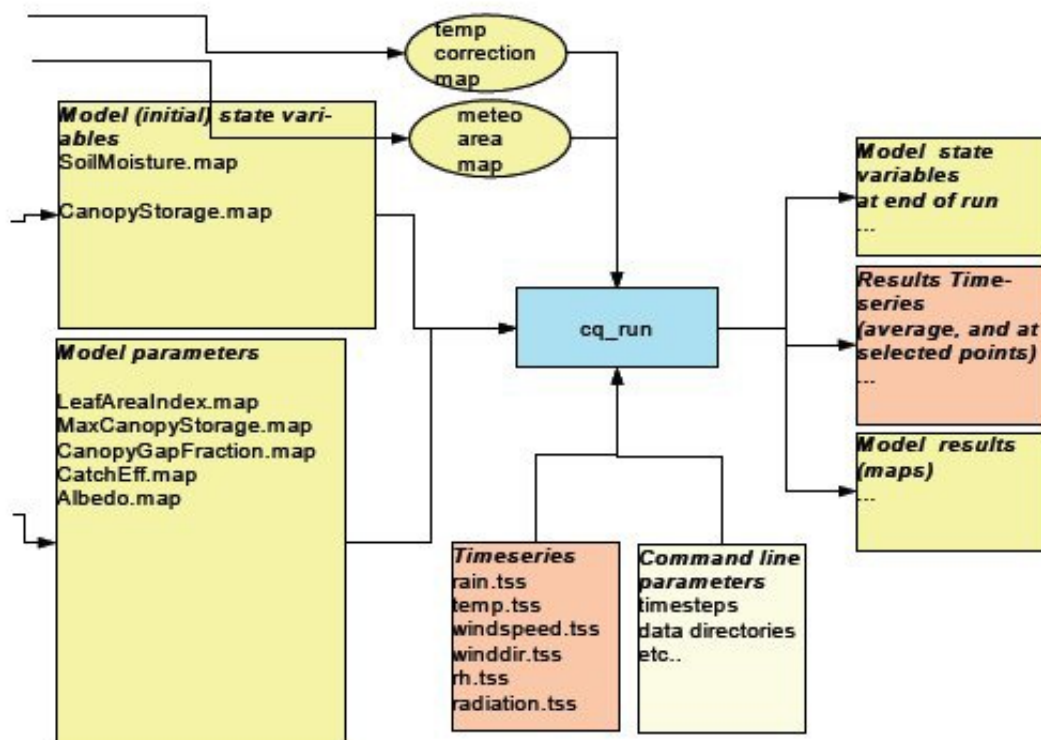 temp
correction
map
meteo
area
map
Model (initial) state vari-
ables
SoilMoisture.map
CanopyStorage.map
Model parameters
LeafAreaIndex.map
MaxCanopyStorage.map
CanopyGapFraction.map
CatchEff.map
Albedo.map
cq_run
Timeseries
rain.tss
temp.tss
windspeed.tss
winddir.tss
rh.tss
radiation.tss
Command line
parameters
timesteps
data directories
etc..
Model state
variables
at end of run
...
Results Time-
series
(average, and at
selected points)
...
Model results
(maps)
...